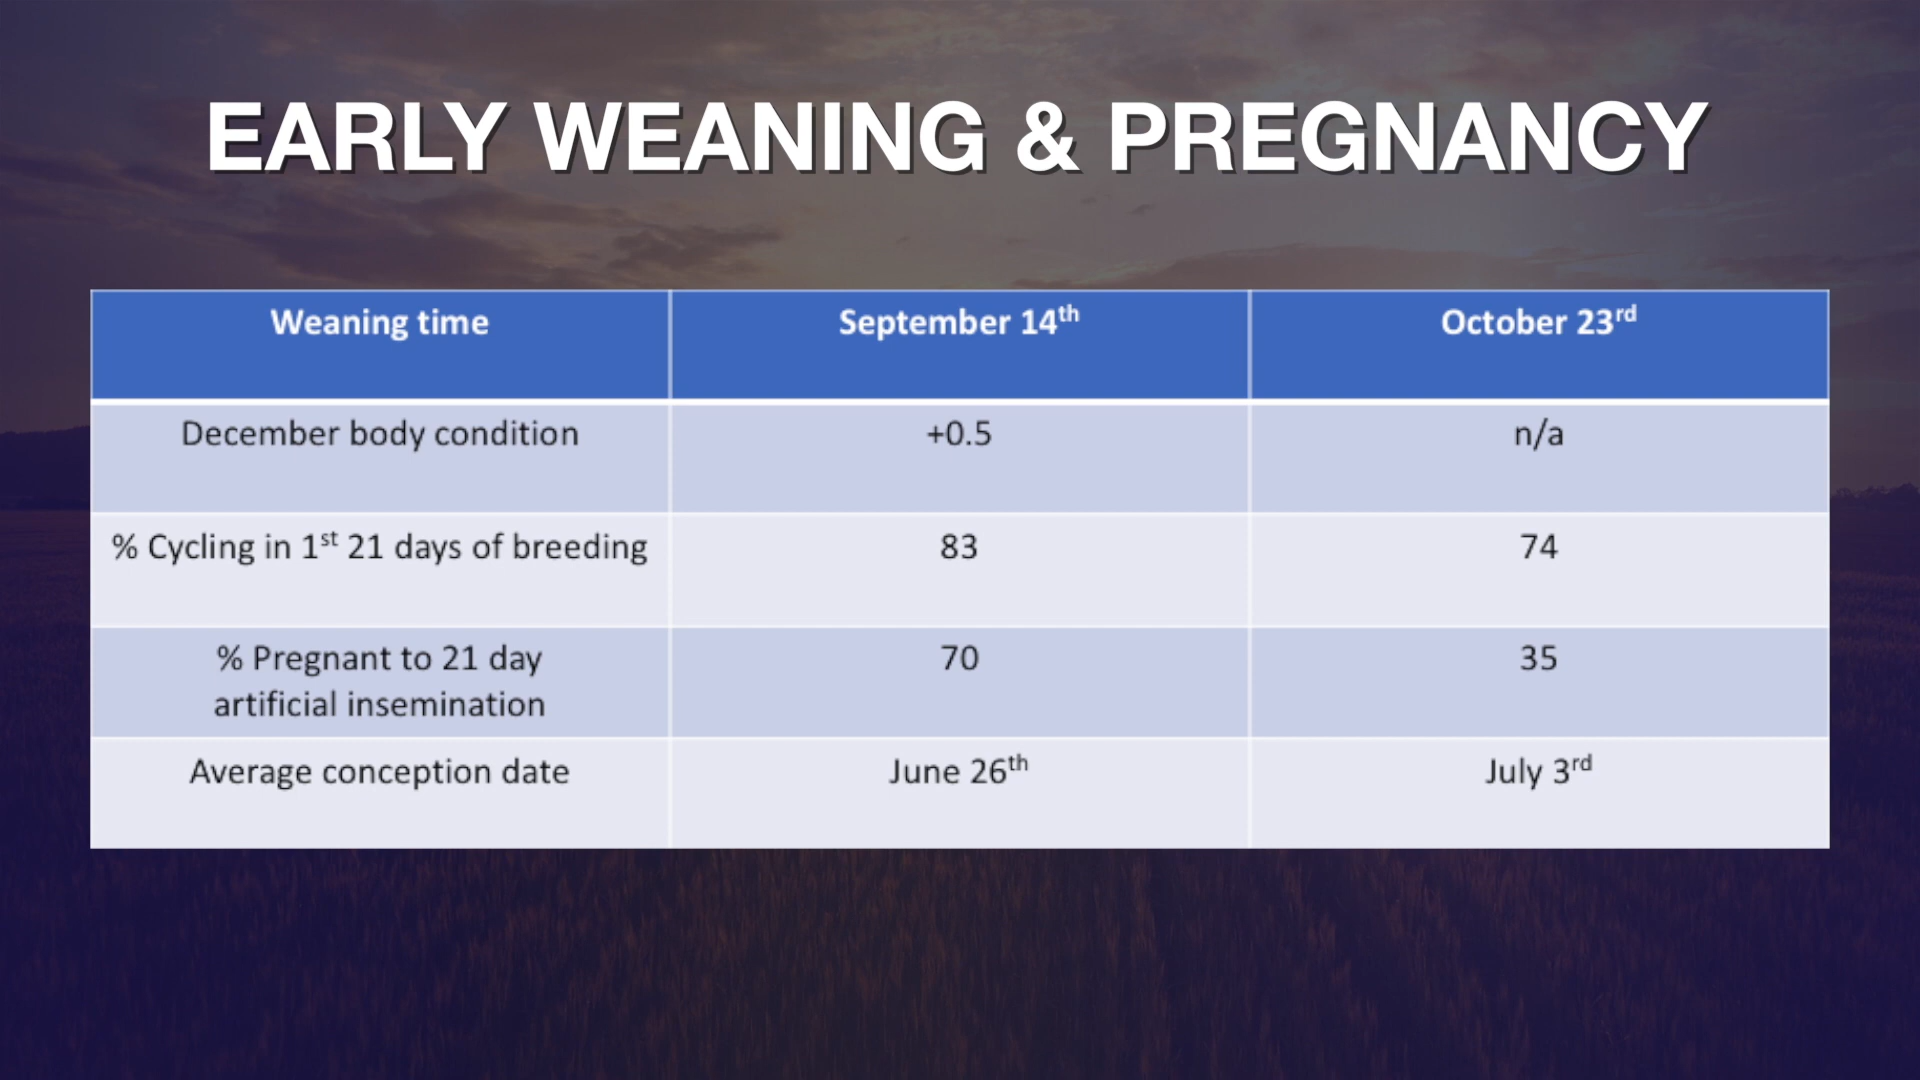 EARLY WEANING & PREGNANCY
Weaning time September 14th October 23rd
December body condition +0.5 n/a
% Cycling in 1st 21 days of breeding 83 74
% Pregnant to 21 day artificial insemination 70 35
Average conception date June 26th July 3rd